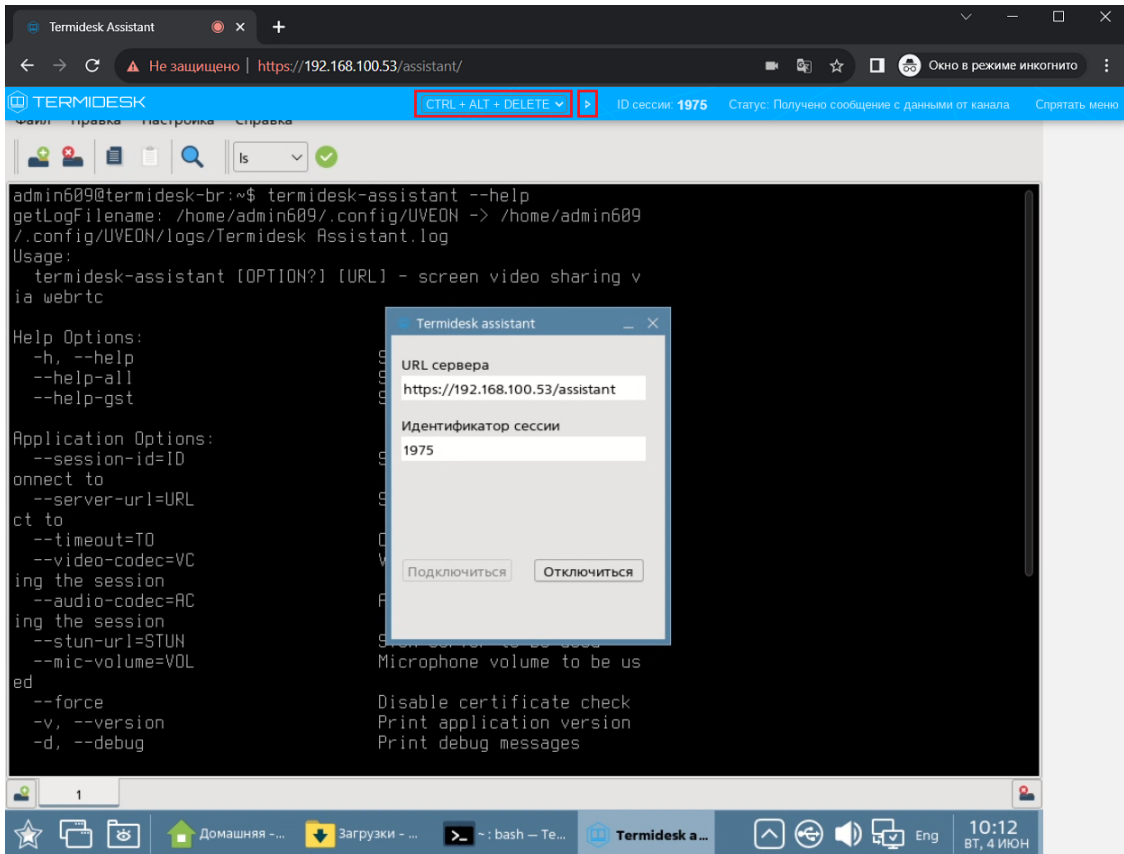 Termidesk Assistant
Не защищено
https://192.168.100.53/assistant/
Окно в режиме инкогнито
TERMIDESK
CTRL + ALT + DELETE
>
ID сессии: 1975
Статус: Получено сообщение с данными от канала
Спрятать меню
Файл Правка Настройка Справка
ls
admin609@termidesk-br:~$ termidesk-assistant --help
getLogFilename: /home/admin609/.config/UVEON -> /home/admin609
/.config/UVEON/logs/Termidesk Assistant.log
Usage:
termidesk-assistant [OPTION?] [URL] - screen video sharing v
ia webrtc
Help Options:
-h, --help S
--help-all S
--help-gst S
Application Options:
--session-id=ID S
onnect to
--server-url=URL S
ct to
--timeout=TO
--video-codec=VC V
ing the session
--audio-codec=AC
ing the session
--stun-url=STUN
--mic-volume=VOL Microphone volume to be us
ed
--force Disable certificate check
-v, --version Print application version
-d, --debug Print debug messages
Termidesk assistant
URL сервера
https://192.168.100.53/assistant
Идентификатор сессии
1975
Подключиться Отключиться
1
Домашняя -...
Загрузки - ...
~ : bash — Te...
Termidesk a...
Eng
10:12
ВТ, 4 ИЮН